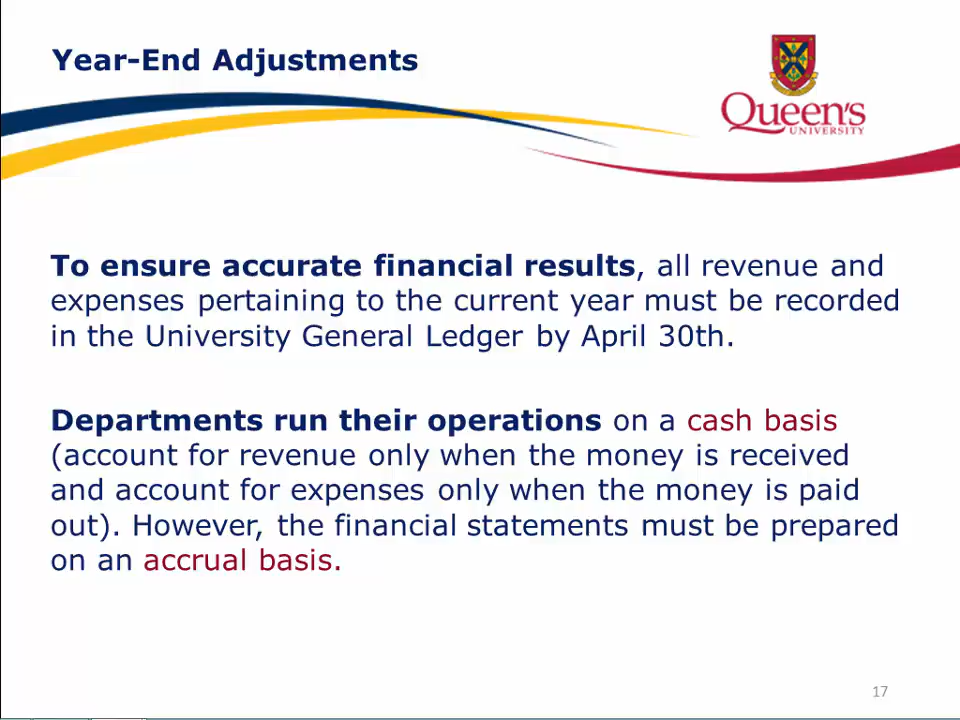 Year-End Adjustments
Queen's
UNIVERSITY
To ensure accurate financial results, all revenue and
expenses pertaining to the current year must be recorded
in the University General Ledger by April 30th.
Departments run their operations on a cash basis
(account for revenue only when the money is received
and account for expenses only when the money is paid
out). However, the financial statements must be prepared
on an accrual basis.
17